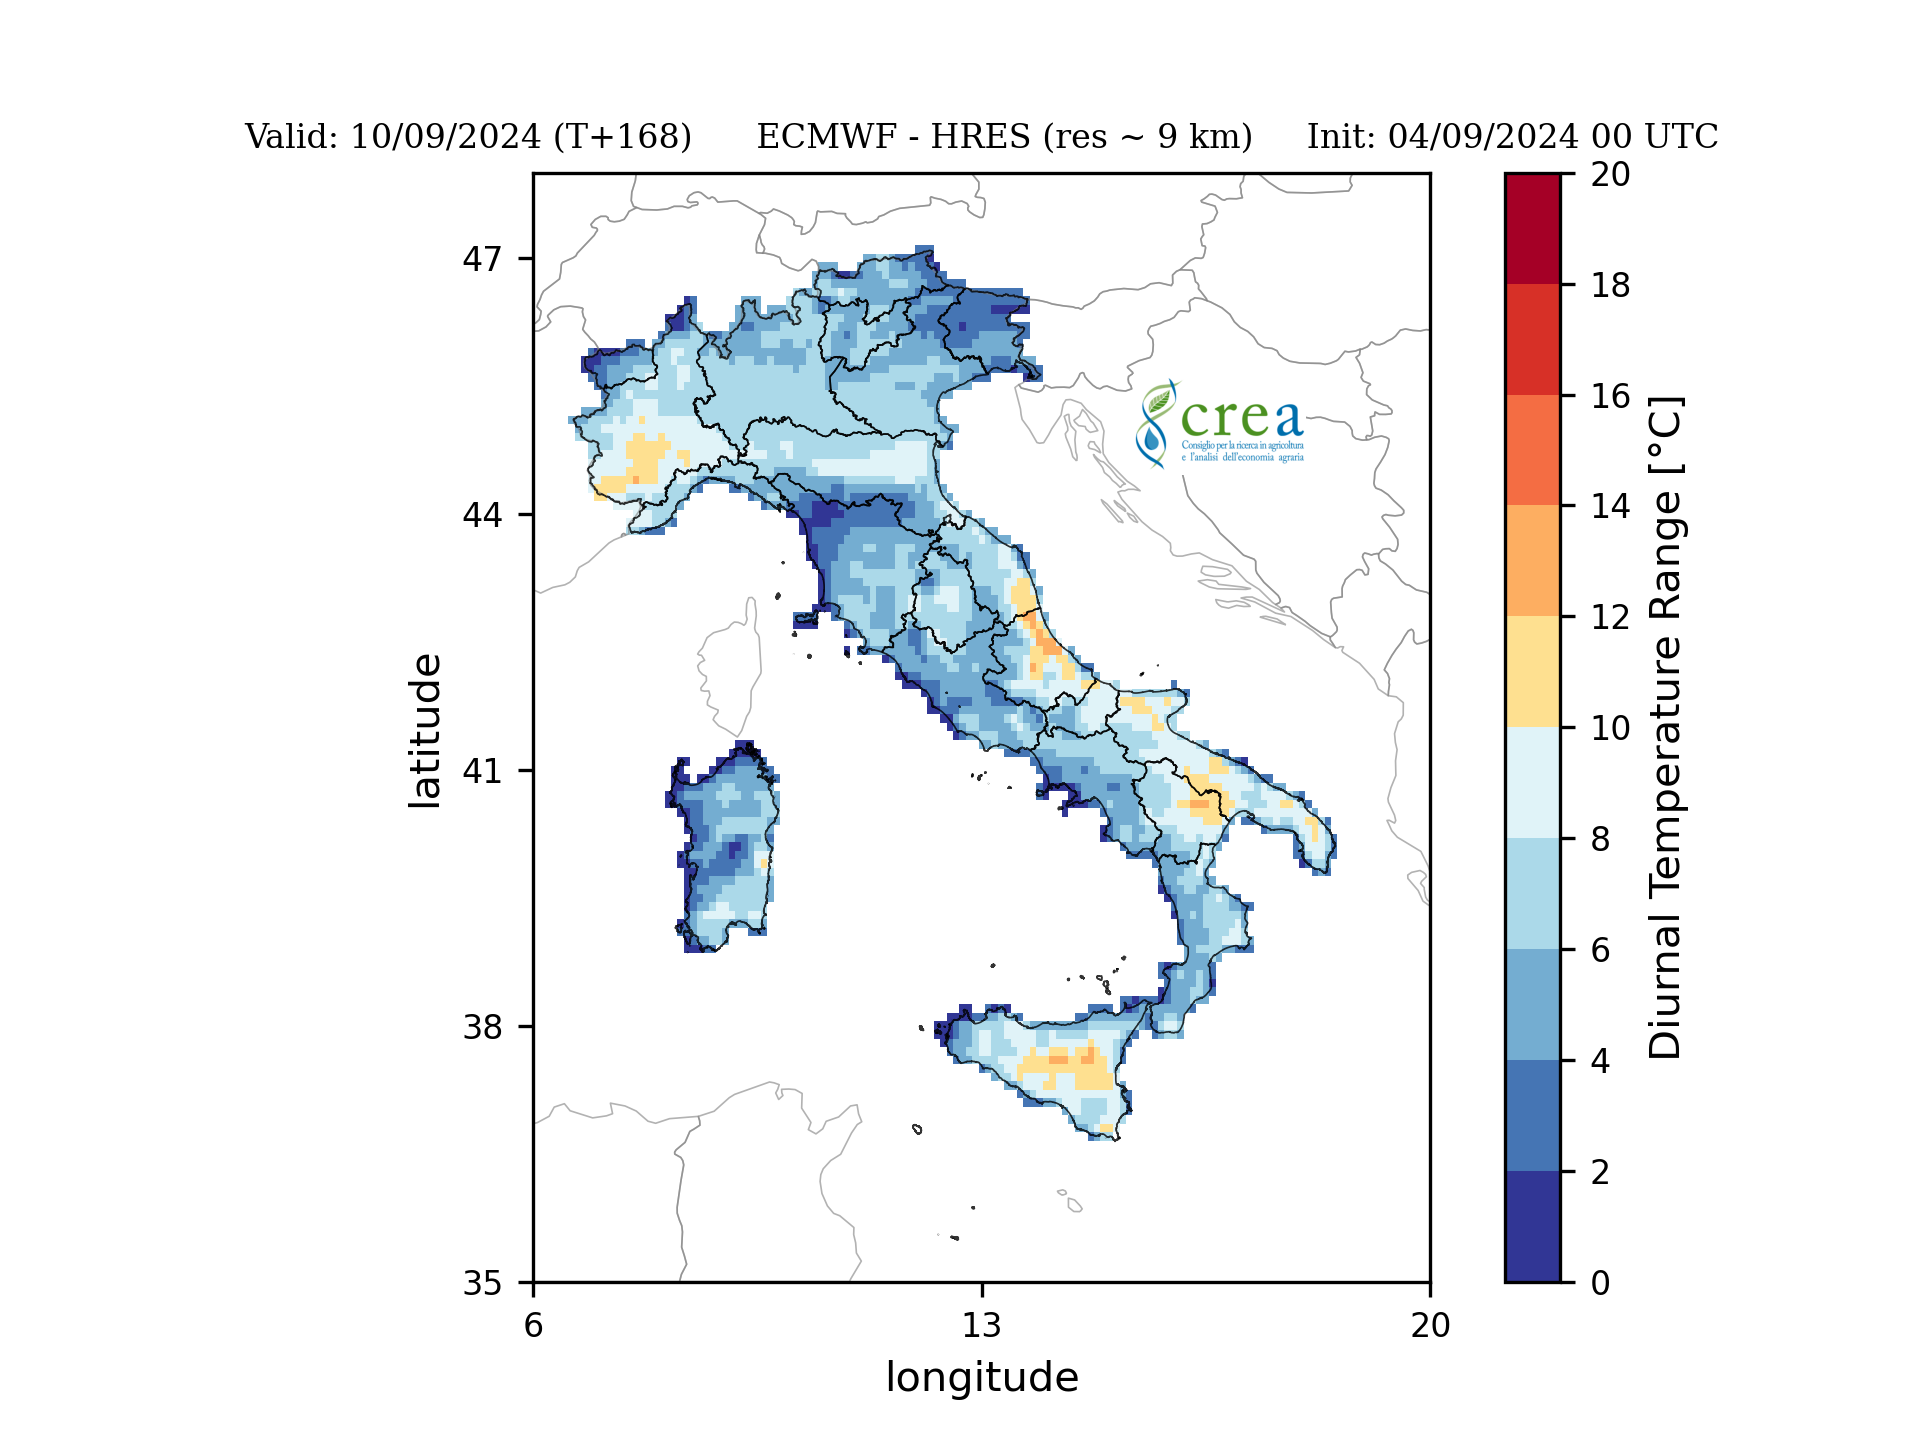 Valid: 10/09/2024 (T+168) ECMWF - HRES (res ~ 9 km) Init: 04/09/2024 00 UTC
20
18
16
14
12
10
8
6
4
2
0
Diurnal Temperature Range [°C]
47
44
41
38
35
latitude
6 13 20
longitude
crea
Consiglio per la ricerca in agricoltura
e l'analisi dell'economia agraria